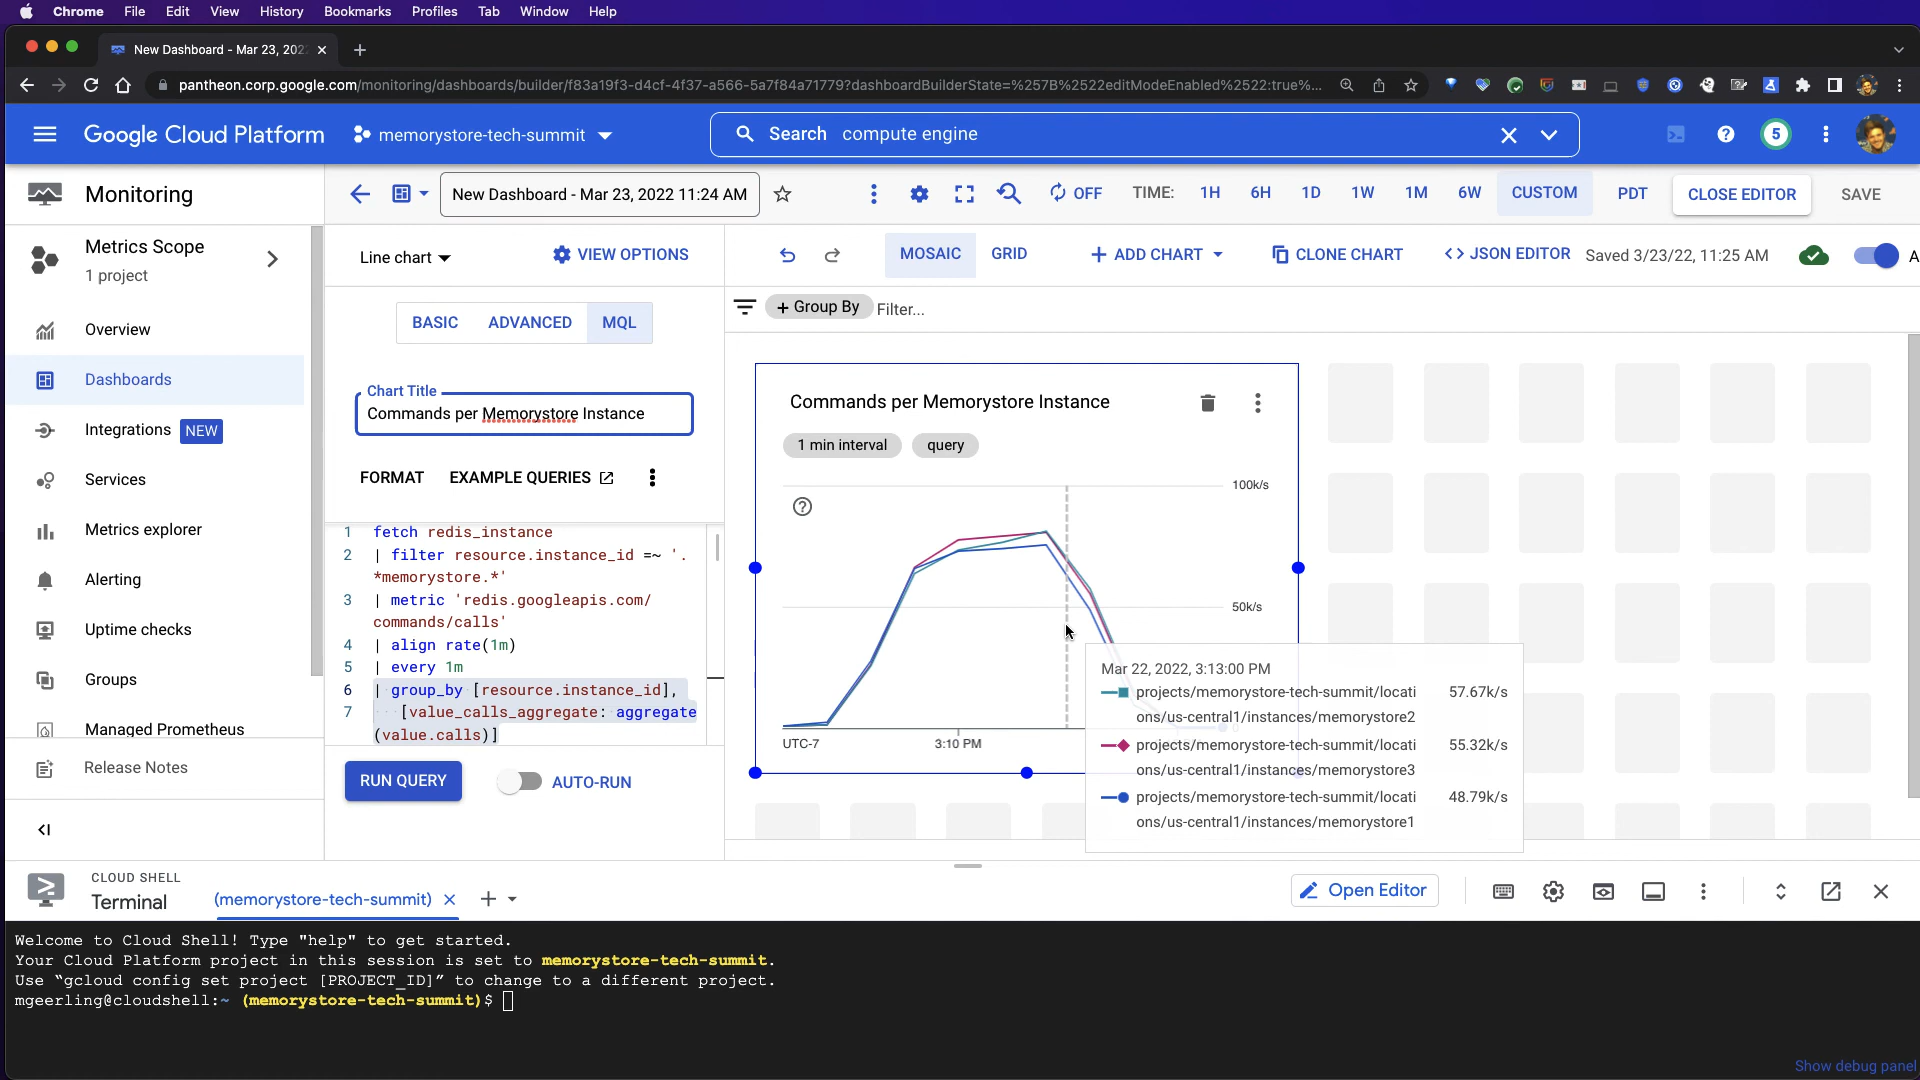 Chrome File Edit View History Bookmarks Profiles Tab Window Help
New Dashboard - Mar 23, 202
pantheon.corp.google.com/monitoring/dashboards/builder/f83a19f3-d4cf-4f37-a566-5a7f84a71779?dashboardBuilderState=%257B%2522editModeEnabled%2522:true%...
Google Cloud Platform
memorystore-tech-summit
Search compute engine
5
Monitoring
New Dashboard - Mar 23, 2022 11:24 AM
OFF
TIME: 1H 6H 1D 1W 1M 6W CUSTOM PDT
CLOSE EDITOR
SAVE
Metrics Scope
1 project
Overview
Dashboards
Integrations NEW
Services
Metrics explorer
Alerting
Uptime checks
Groups
Managed Prometheus
Release Notes
Line chart
VIEW OPTIONS
BASIC ADVANCED MQL
Chart Title
Commands per Memorystore Instance
FORMAT EXAMPLE QUERIES
1 fetch redis_instance
2 | filter resource.instance_id =~ '.
*memorystore.*'
3 | metric 'redis.googleapis.com/
commands/calls'
4 | align rate(1m)
5 | every 1m
6 | group_by [resource.instance_id],
7 [value_calls_aggregate: aggregate
(value.calls)]
RUN QUERY
AUTO-RUN
MOSAIC GRID
+ ADD CHART
CLONE CHART
<> JSON EDITOR
Saved 3/23/22, 11:25 AM
A
+ Group By
Filter...
Commands per Memorystore Instance
1 min interval
query
100k/s
50k/s
0
UTC-7
3:10 PM
Mar 22, 2022, 3:13:00 PM
projects/memorystore-tech-summit/locati 57.67k/s
ons/us-central1/instances/memorystore2
projects/memorystore-tech-summit/locati 55.32k/s
ons/us-central1/instances/memorystore3
projects/memorystore-tech-summit/locati 48.79k/s
ons/us-central1/instances/memorystore1
CLOUD SHELL
Terminal
(memorystore-tech-summit)
Open Editor
Welcome to Cloud Shell! Type "help" to get started.
Your Cloud Platform project in this session is set to memorystore-tech-summit.
Use “gcloud config set project [PROJECT_ID]” to change to a different project.
mgeerling@cloudshell:~ (memorystore-tech-summit)$
Show debug panel